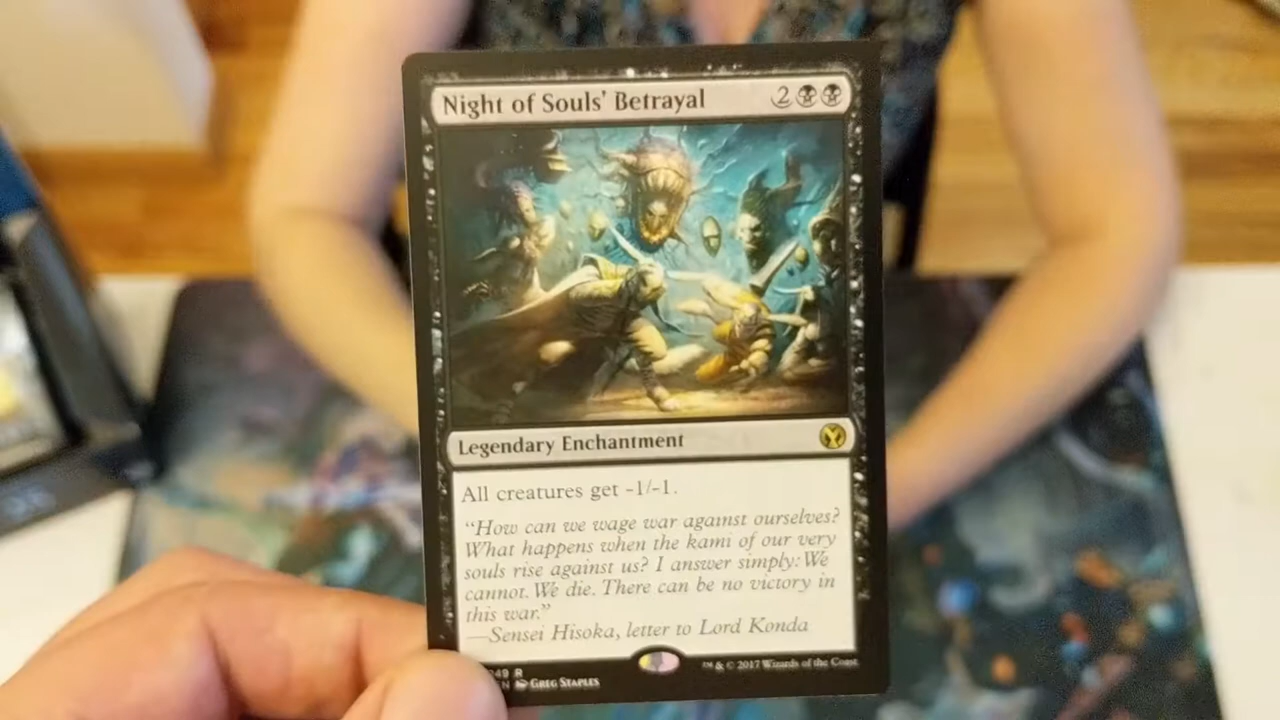 Night of Souls' Betrayal 2
Legendary Enchantment
All creatures get -1/-1.
"How can we wage war against ourselves?
What happens when the kami of our very
souls rise against us? I answer simply: We
cannot. We die. There can be no victory in
this war."
—Sensei Hisoka, letter to Lord Konda
49 R
™ & © 2017 Wizards of the Coast
N Greg Staples